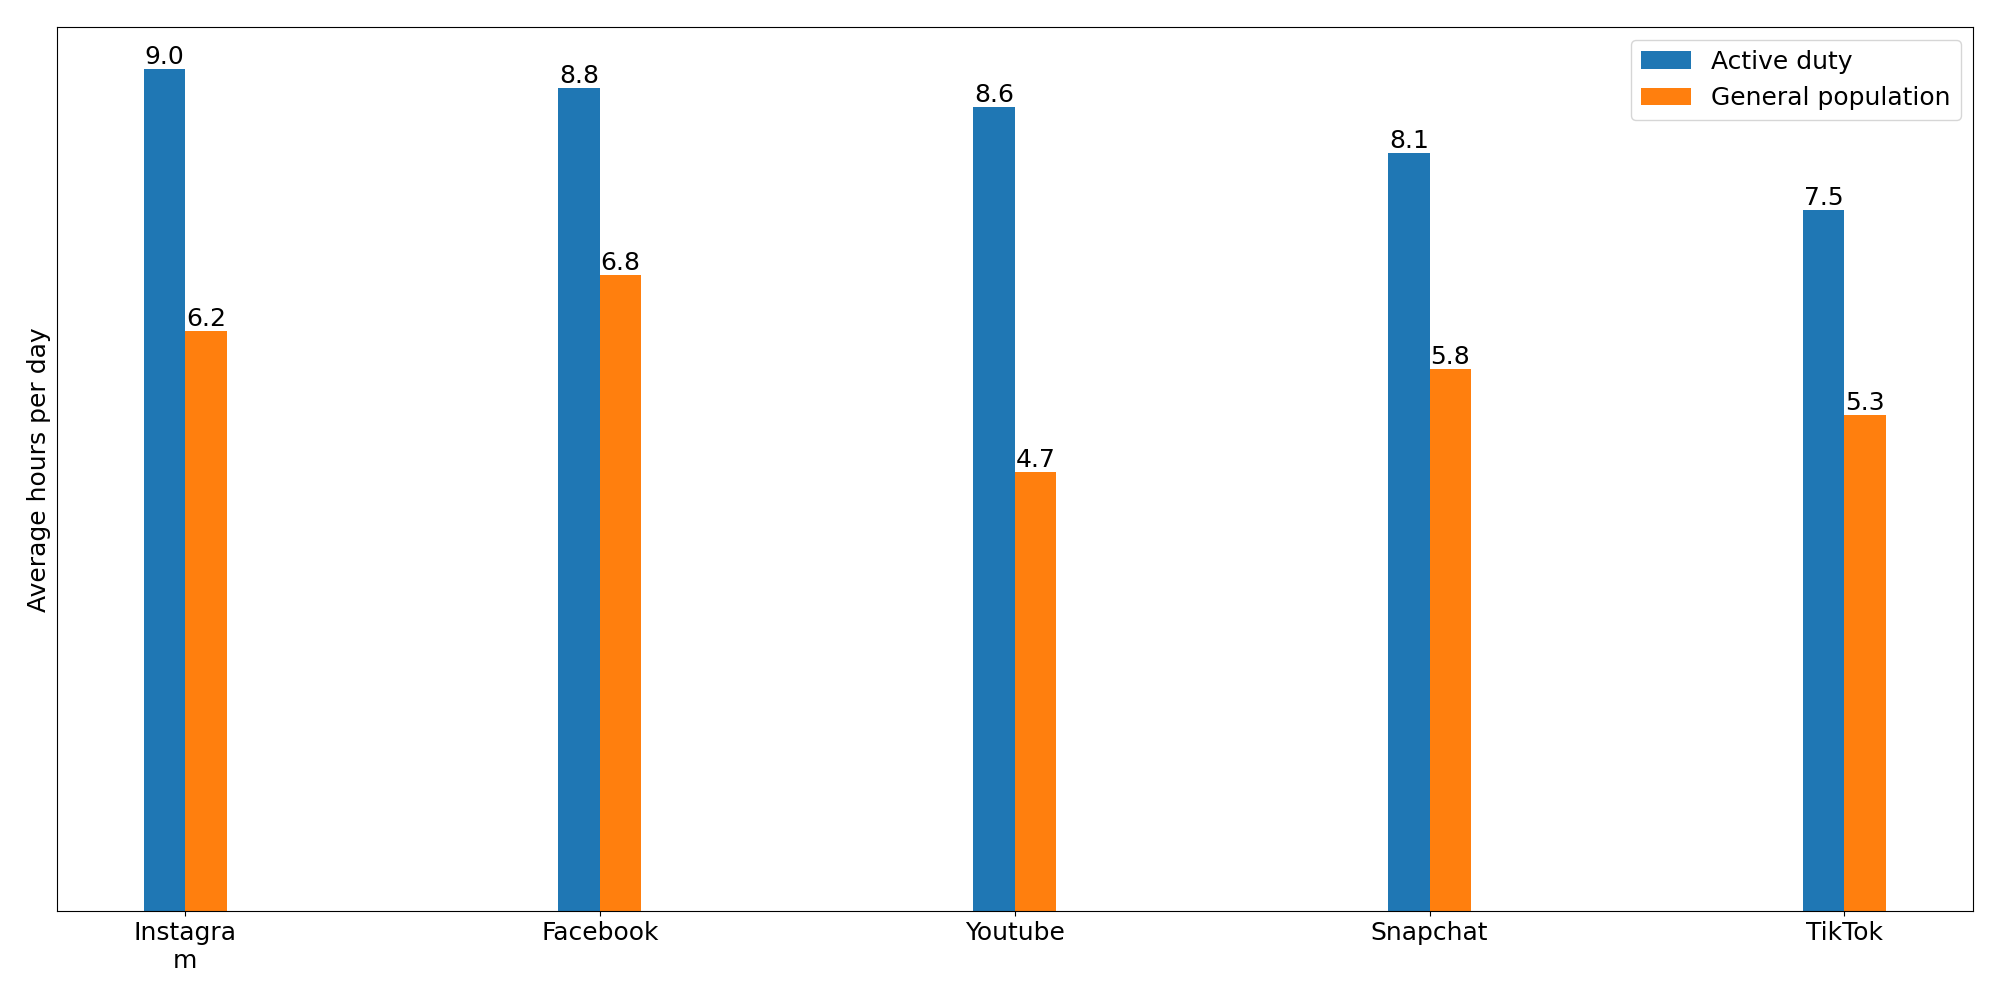 Active duty
General population
9.0
8.8
8.6
8.1
7.5
6.2
6.8
4.7
5.8
5.3
Average hours per day
Instagra
m
Facebook
Youtube
Snapchat
TikTok